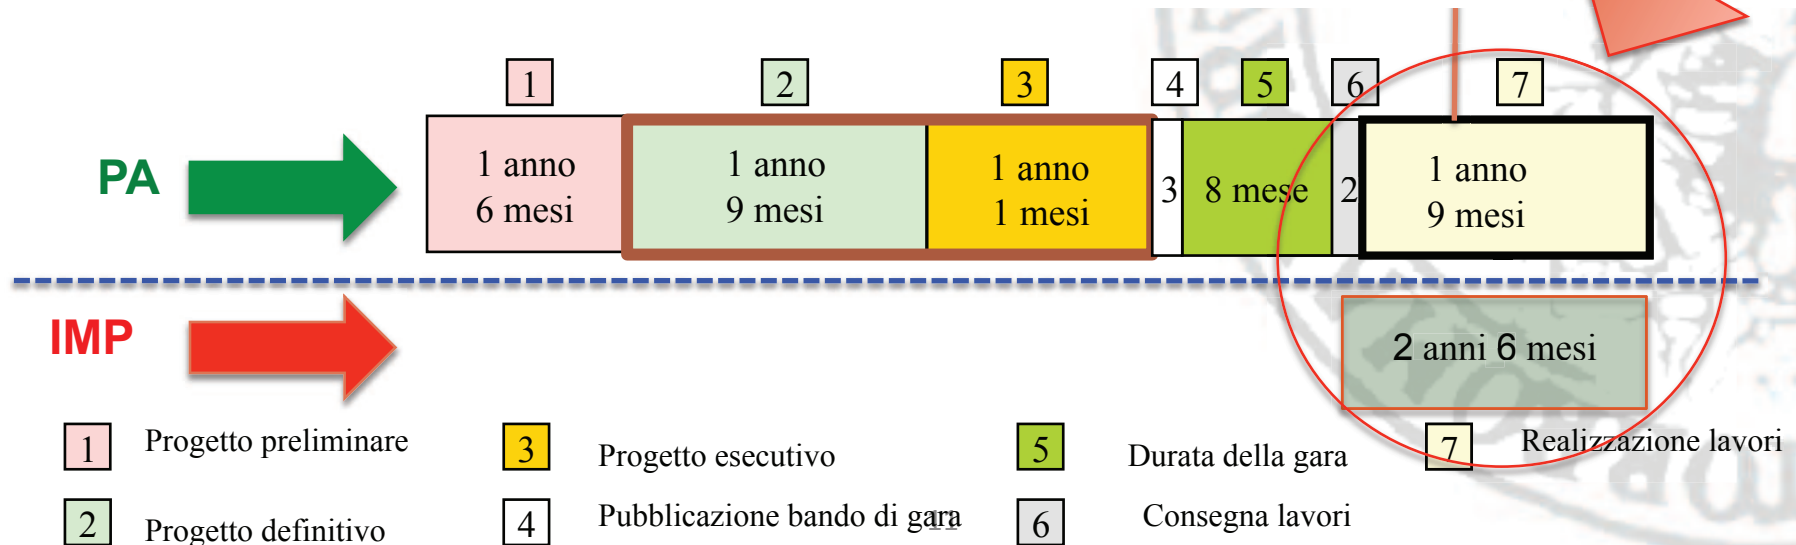 1 2 3 4 5 6 7
PA
1 anno
6 mesi
1 anno
9 mesi
1 anno
1 mesi
3
8 mese
2
1 anno
9 mesi
IMP
2 anni 6 mesi
1 Progetto preliminare
3 Progetto esecutivo
5 Durata della gara
7 Realizzazione lavori
2 Progetto definitivo
4 Pubblicazione bando di gara
11
6 Consegna lavori